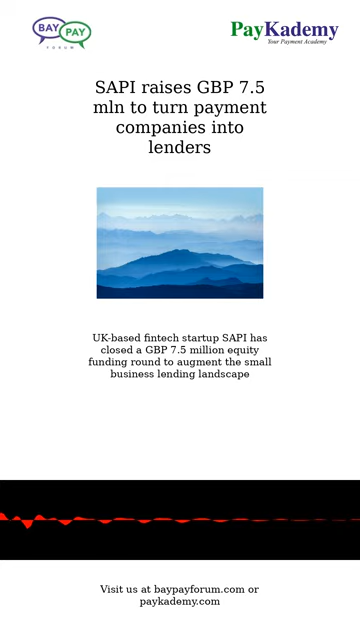 BAY
PAY
FORUM
PayKademy
Your Payment Academy
SAPI raises GBP 7.5
mln to turn payment
companies into
lenders
UK-based fintech startup SAPI has
closed a GBP 7.5 million equity
funding round to augment the small
business lending landscape
Visit us at baypayforum.com or
paykademy.com